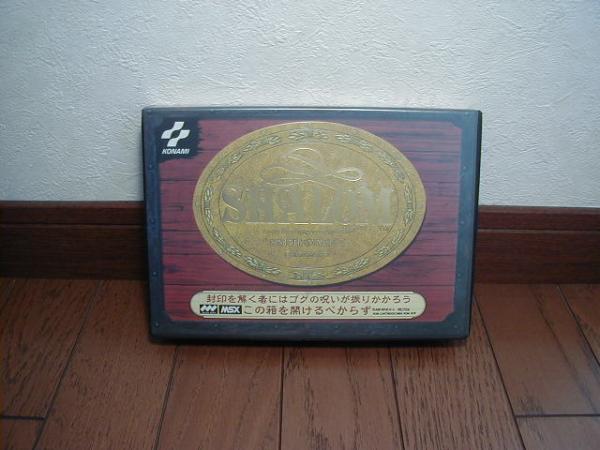 KONAMI
SHALOM
TM
封印を解く者にはゴグの呪いが振りかかろう
MSX この箱を開けるべからず